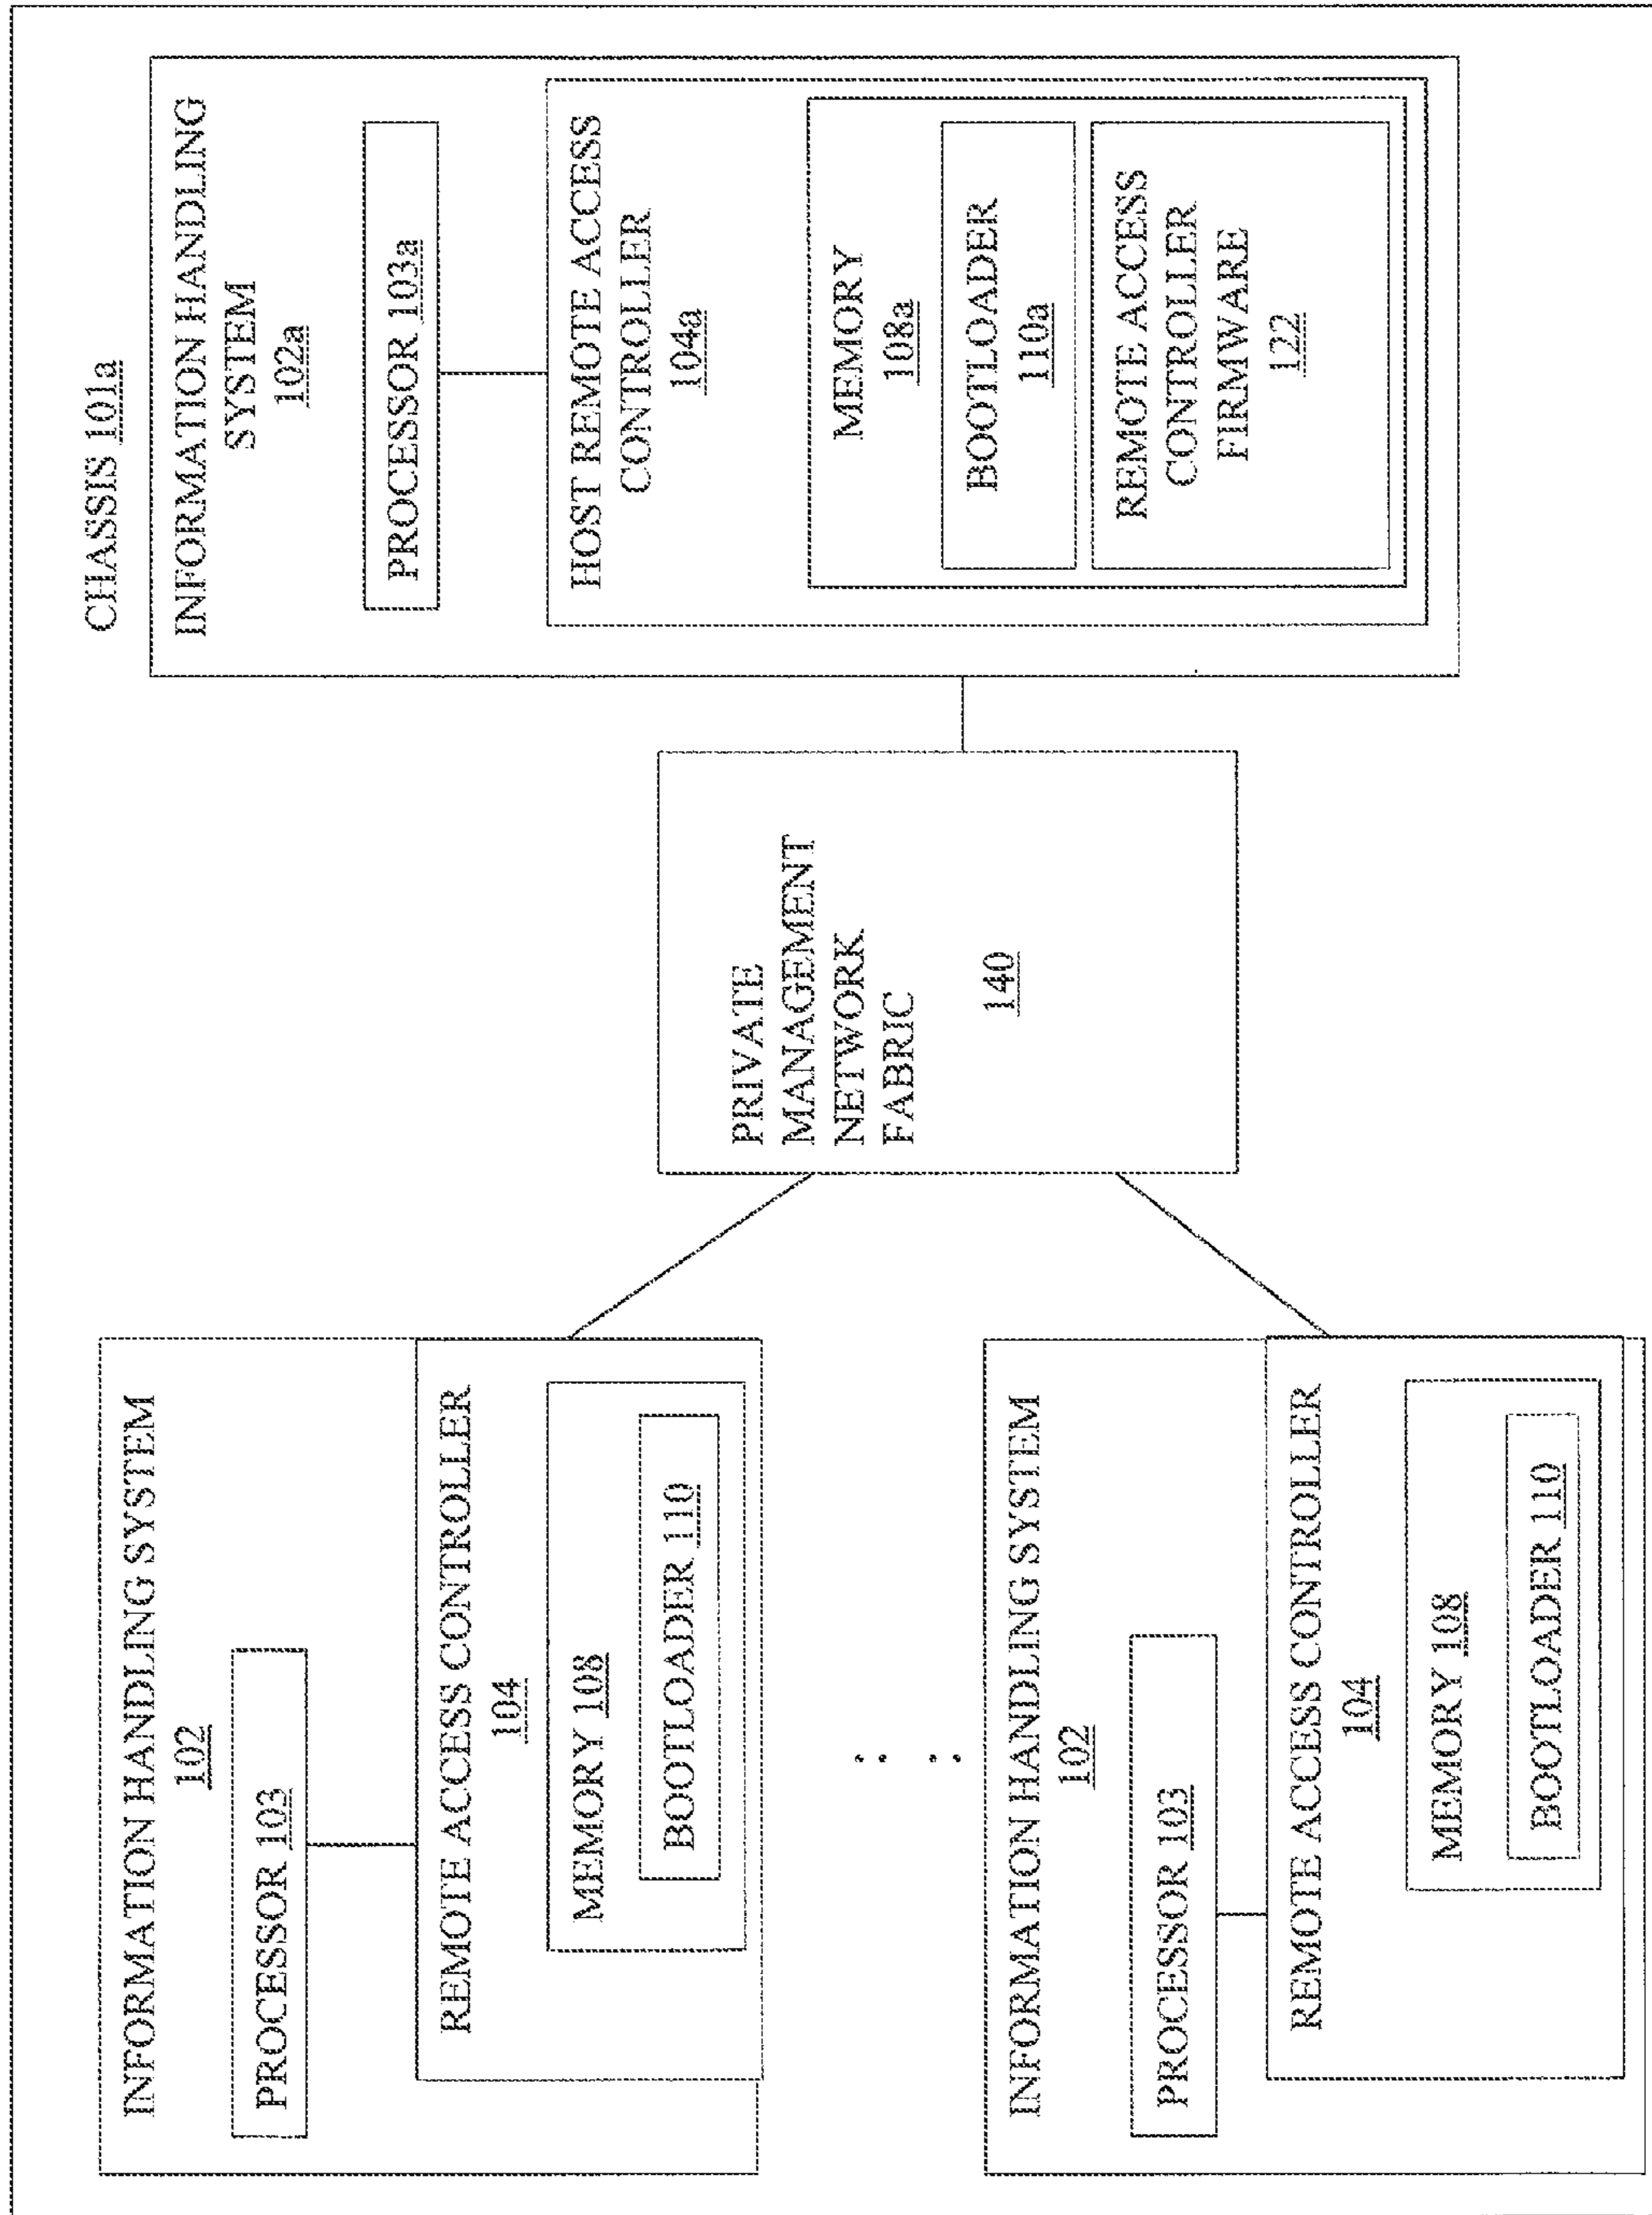 CHASSIS 101a
INFORMATION HANDLING SYSTEM
102
PROCESSOR 103
REMOTE ACCESS CONTROLLER
104
MEMORY 108
BOOTLOADER 110
INFORMATION HANDLING SYSTEM
102
PROCESSOR 103
REMOTE ACCESS CONTROLLER
104
MEMORY 108
BOOTLOADER 110
PRIVATE
MANAGEMENT
NETWORK
FABRIC
140
INFORMATION HANDLING
SYSTEM
102a
PROCESSOR 103a
HOST REMOTE ACCESS
CONTROLLER
104a
MEMORY
108a
BOOTLOADER
110a
REMOTE ACCESS
CONTROLLER
FIRMWARE
122